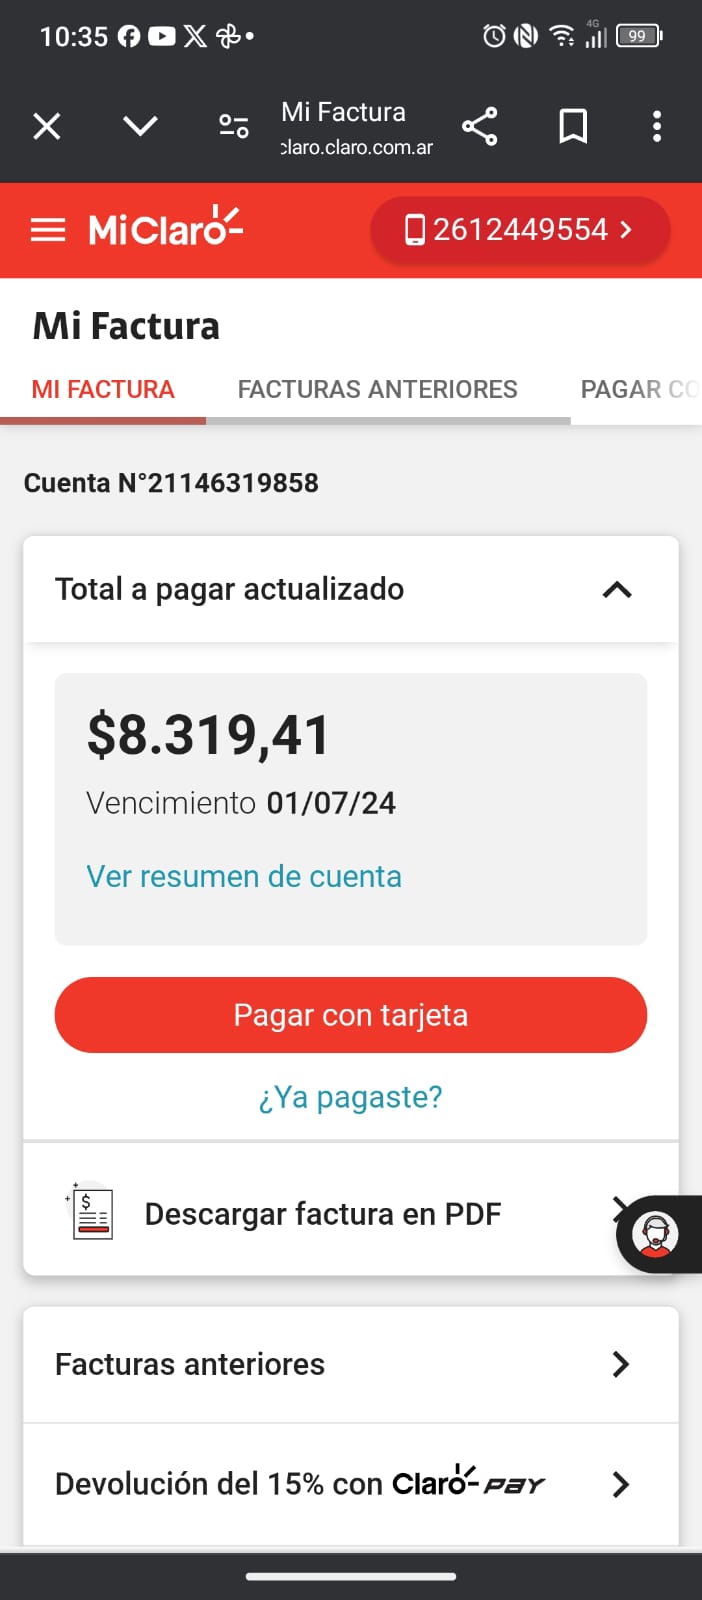 10:35
4G
99
Mi Factura
claro.claro.com.ar
MiClaro
2612449554
Mi Factura
MI FACTURA FACTURAS ANTERIORES PAGAR CO
Cuenta N°21146319858
Total a pagar actualizado
$8.319,41
Vencimiento 01/07/24
Ver resumen de cuenta
Pagar con tarjeta
¿Ya pagaste?
$
Descargar factura en PDF
Facturas anteriores
Devolución del 15% con Claro pay